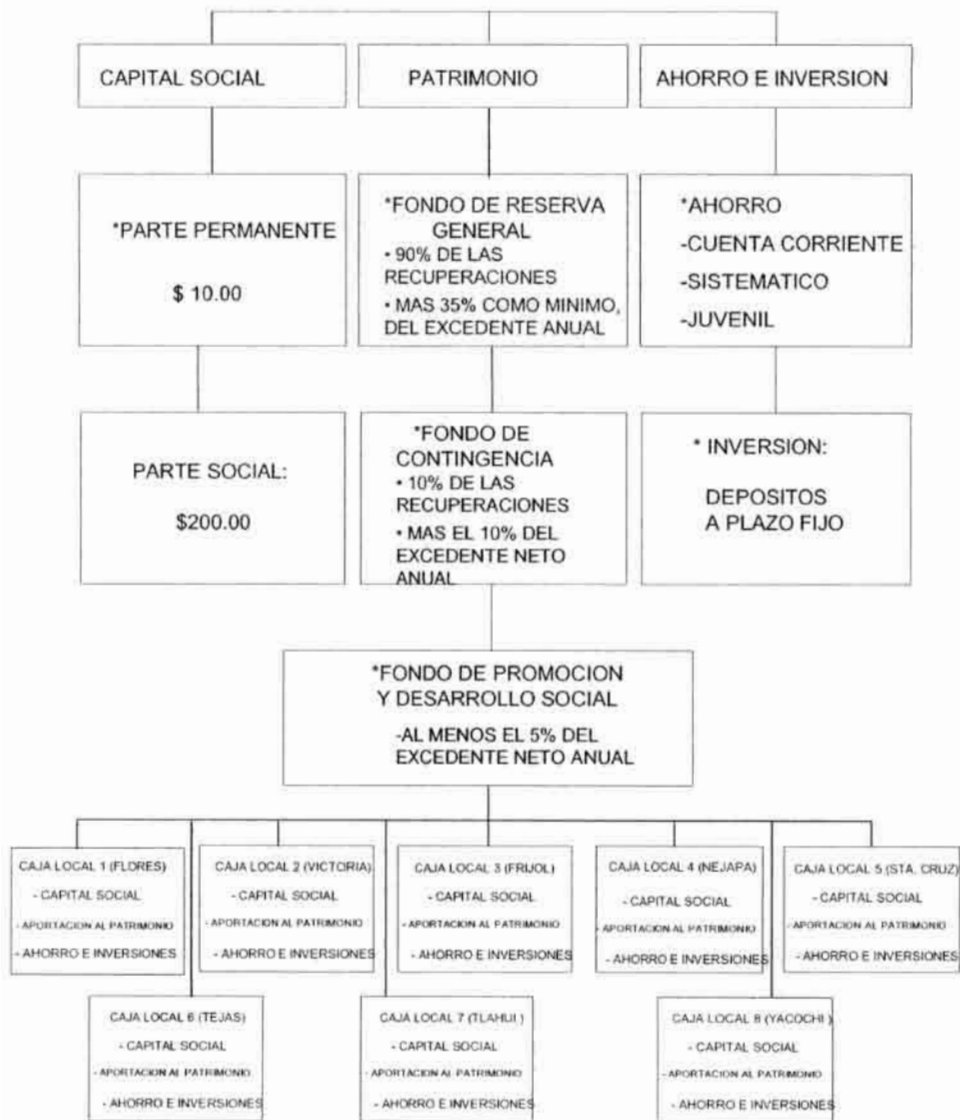 CAPITAL SOCIAL
PATRIMONIO
AHORRO E INVERSION
*PARTE PERMANENTE
$ 10.00
*FONDO DE RESERVA
GENERAL
• 90% DE LAS
RECUPERACIONES
• MAS 35% COMO MINIMO,
DEL EXCEDENTE ANUAL
*AHORRO
-CUENTA CORRIENTE
-SISTEMATICO
-JUVENIL
PARTE SOCIAL:
$200.00
*FONDO DE
CONTINGENCIA
• 10% DE LAS
RECUPERACIONES
• MAS EL 10% DEL
EXCEDENTE NETO
ANUAL
* INVERSION:
DEPOSITOS
A PLAZO FIJO
*FONDO DE PROMOCION
Y DESARROLLO SOCIAL
-AL MENOS EL 5% DEL
EXCEDENTE NETO ANUAL
CAJA LOCAL 1 (FLORES)
- CAPITAL SOCIAL
- APORTACION AL PATRIMONIO
- AHORRO E INVERSIONES
CAJA LOCAL 2 (VICTORIA)
- CAPITAL SOCIAL
- APORTACION AL PATRIMONIO
- AHORRO E INVERSIONES
CAJA LOCAL 3 (FRIJOL)
- CAPITAL SOCIAL
- APORTACION AL PATRIMONIO
- AHORRO E INVERSIONES
CAJA LOCAL 4 (NEJAPA)
- CAPITAL SOCIAL
- APORTACION AL PATRIMONIO
- AHORRO E INVERSIONES
CAJA LOCAL 5 (STA. CRUZ)
- CAPITAL SOCIAL
- APORTACION AL PATRIMONIO
- AHORRO E INVERSIONES
CAJA LOCAL 6 (TEJAS)
- CAPITAL SOCIAL
- APORTACION AL PATRIMONIO
- AHORRO E INVERSIONES
CAJA LOCAL 7 (TLAHUI )
- CAPITAL SOCIAL
- APORTACION AL PATRIMONIO
- AHORRO E INVERSIONES
CAJA LOCAL 8 (YACOCHI )
- CAPITAL SOCIAL
- APORTACION AL PATRIMONIO
- AHORRO E INVERSIONES